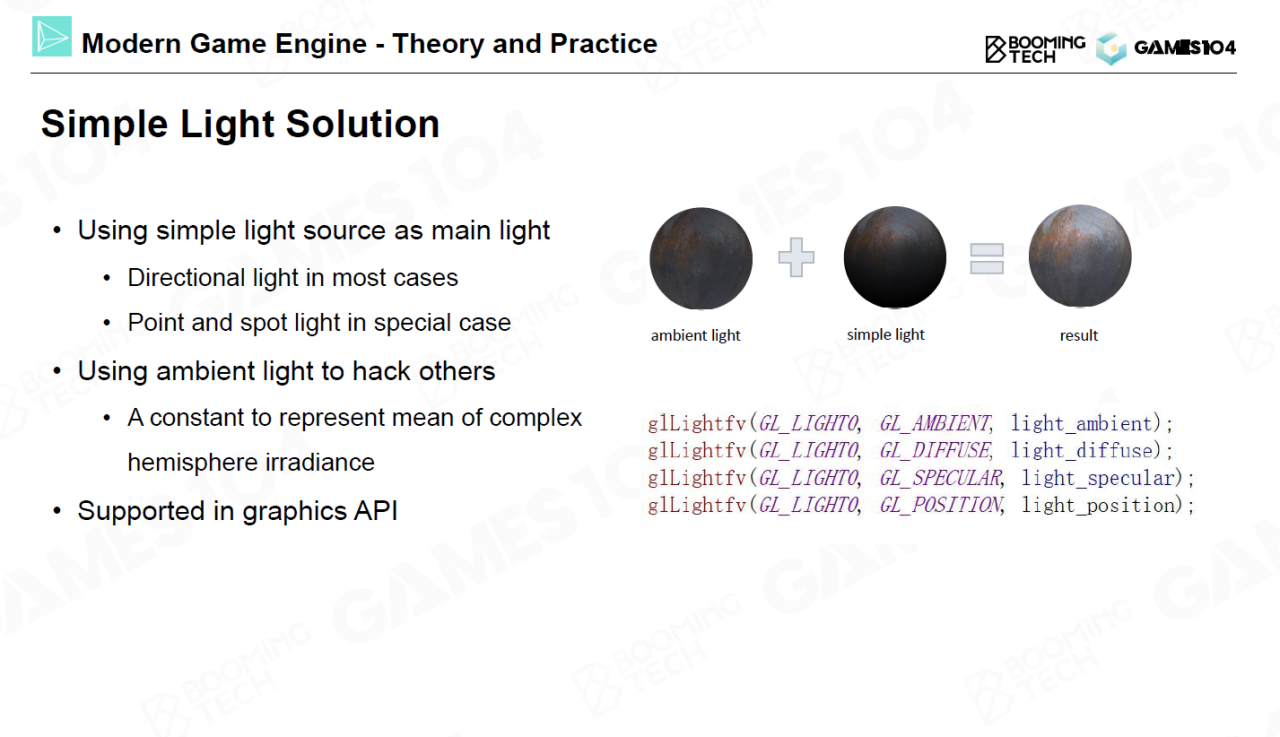 Modern Game Engine - Theory and Practice
BOOMING
TECH
GAMES104
Simple Light Solution
• Using simple light source as main light
• Directional light in most cases
• Point and spot light in special case
• Using ambient light to hack others
• A constant to represent mean of complex
hemisphere irradiance
• Supported in graphics API
ambient light
simple light
result
glLightfv(GL_LIGHT0, GL_AMBIENT, light_ambient);
glLightfv(GL_LIGHT0, GL_DIFFUSE, light_diffuse);
glLightfv(GL_LIGHT0, GL_SPECULAR, light_specular);
glLightfv(GL_LIGHT0, GL_POSITION, light_position);